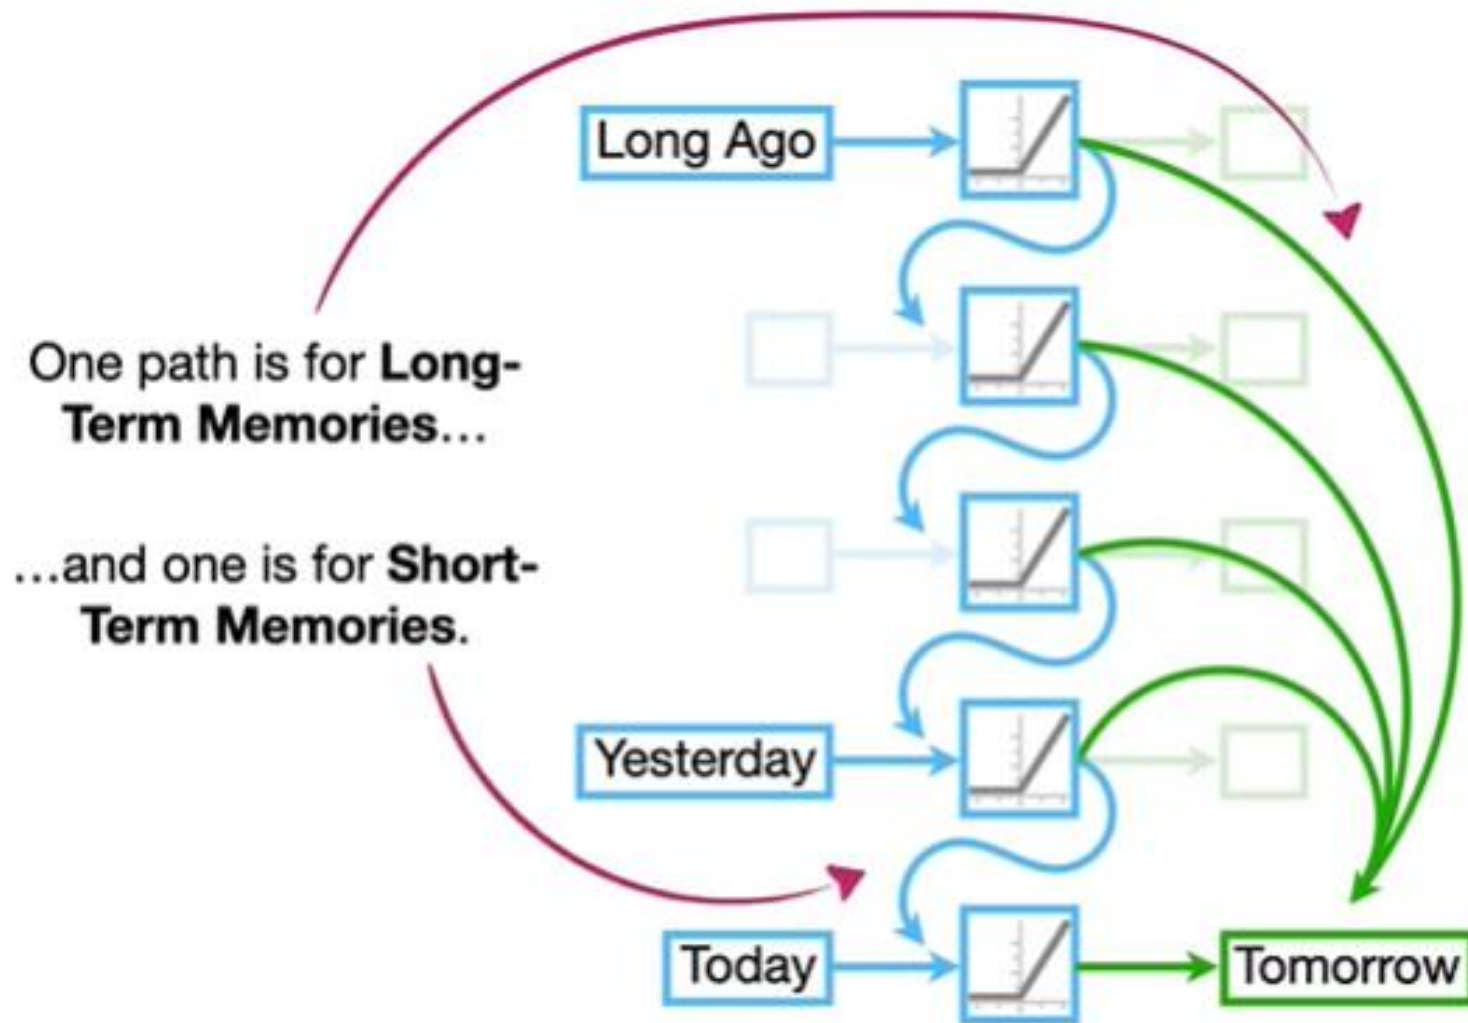 Long Ago
One path is for Long-
Term Memories...
...and one is for Short-
Term Memories.
Yesterday
Today
Tomorrow